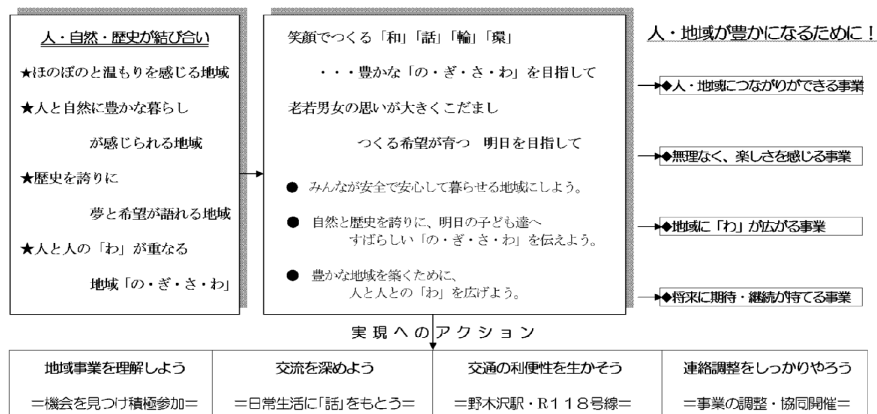 人・自然・歴史が結び合い
★ほのぼのと温もりを感じる地域
★人と自然に豊かな暮らし
が感じられる地域
★歴史を誇りに
夢と希望が語れる地域
★人と人の「わ」が重なる
地域「の・ぎ・さ・わ」
笑顔でつくる「和」「話」「輪」「環」
・・・豊かな「の・ぎ・さ・わ」を目指して
老若男女の思いが大きくこだまし
つくる希望が育つ 明日を目指して
● みんなが安全で安心して暮らせる地域にしよう。
● 自然と歴史を誇りに、明日の子ども達へ
すばらしい「の・ぎ・さ・わ」を伝えよう。
● 豊かな地域を築くために、
人と人との「わ」を広げよう。
人・地域が豊かになるために！
◆人・地域につながりができる事業
◆無理なく、楽しさを感じる事業
◆地域に「わ」が広がる事業
◆将来に期待・継続が持てる事業
実現へのアクション
地域事業を理解しよう
＝機会を見つけ積極参加＝
交流を深めよう
＝日常生活に「話」をもとう＝
交通の利便性を生かそう
＝野木沢駅・R118号線＝
連絡調整をしっかりやろう
＝事業の調整・協同開催＝